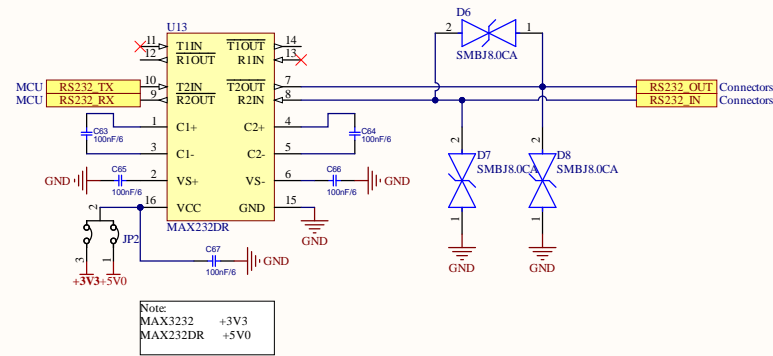 U13
D6
11 T1IN T1OUT 14
12 R1OUT R1IN 13
2 1
SMBJ8.0CA
MCU RS232_TX 10 T2IN T2OUT 7 RS232_OUT Connectors
MCU RS232_RX 9 R2OUT R2IN 8 RS232_IN Connectors
C63
100nF/6
1 C1+ C2+ 4
C64
100nF/6
3 C1- C2- 5
2 2
D7 D8
SMBJ8.0CA SMBJ8.0CA
1 1
GND GND
C65
GND 2 VS+ VS- 6 C66 GND
100nF/6 100nF/6
16 VCC GND 15
MAX232DR
GND
2
JP2
3 1
+3V3 +5V0
C67
GND
100nF/6
Note:
MAX3232 +3V3
MAX232DR +5V0